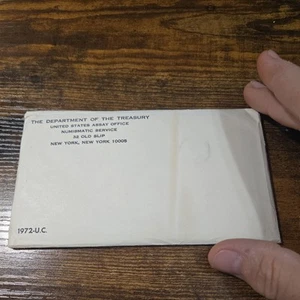 THE DEPARTMENT OF THE TREASURY
UNITED STATES ASSAY OFFICE
NUMISMATIC SERVICE
32 OLD SLIP
NEW YORK, NEW YORK 10005
1972-U.C.